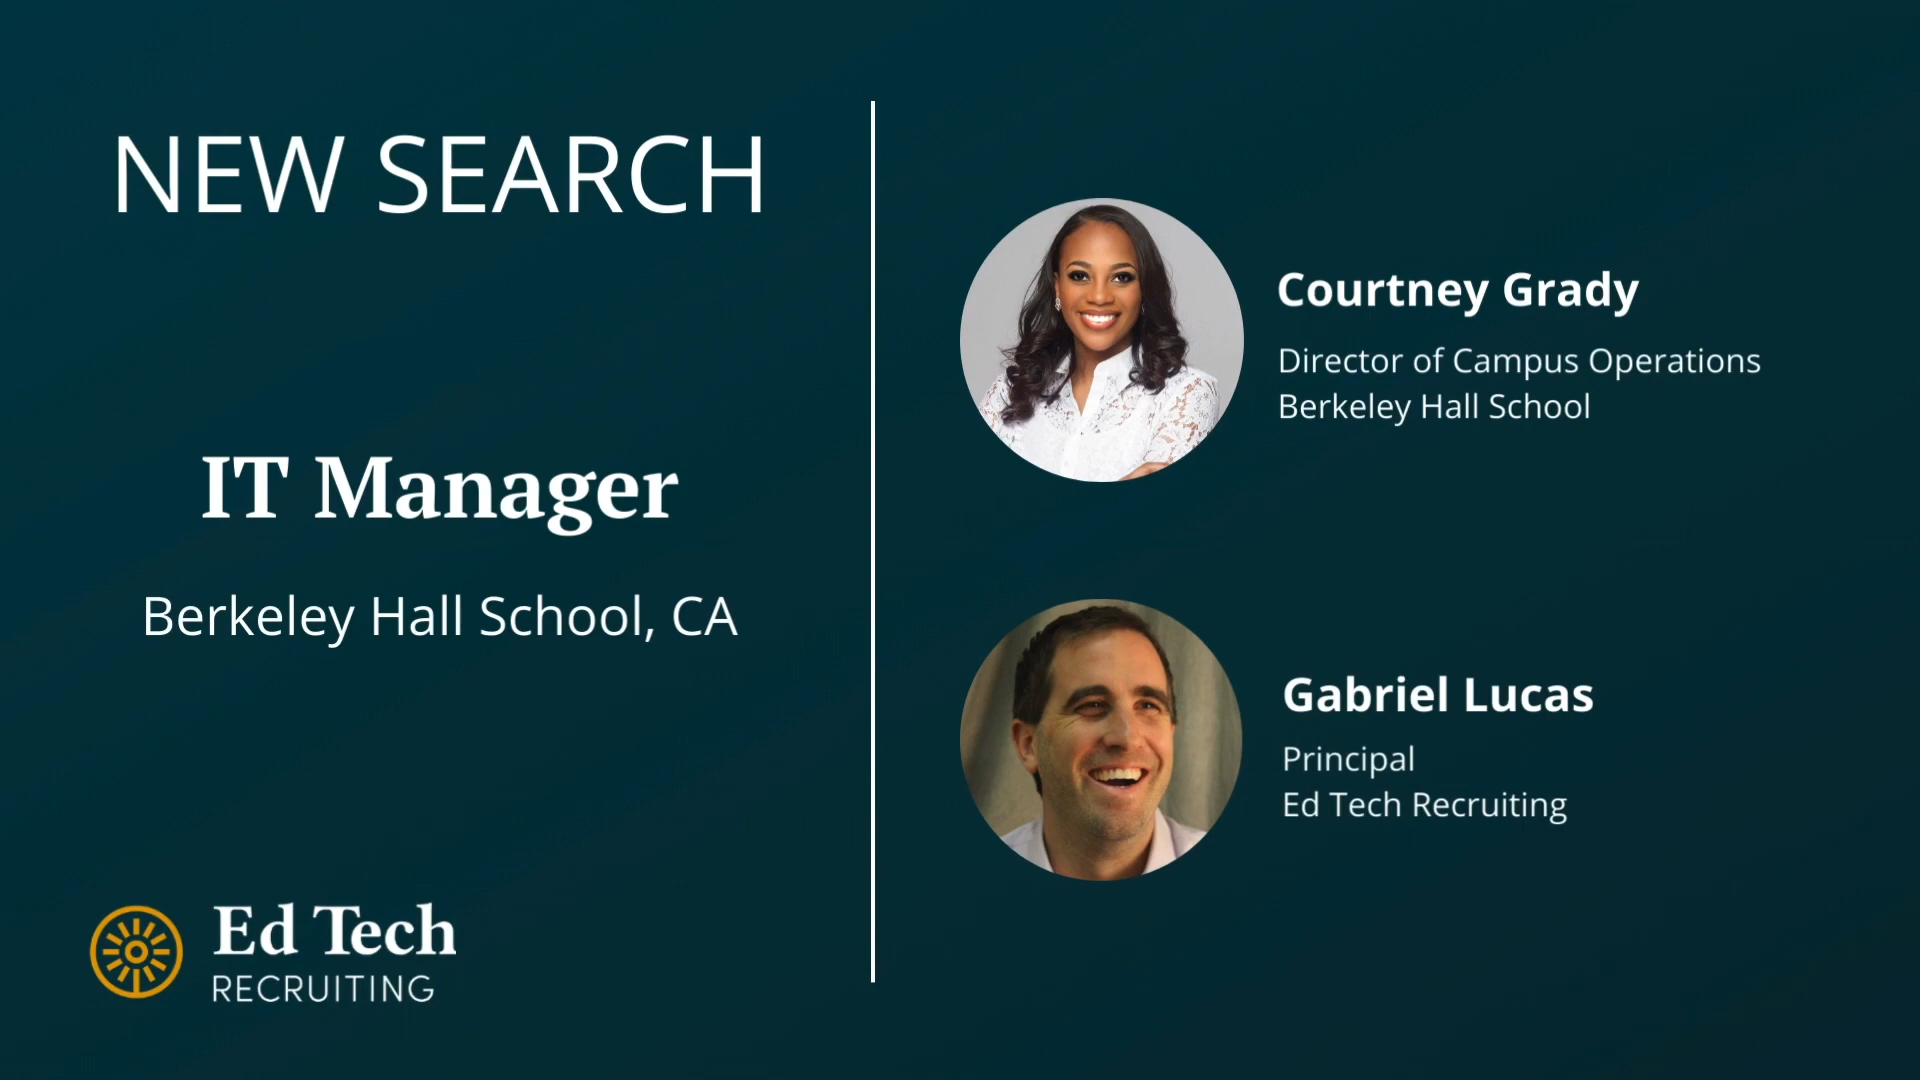 NEW SEARCH
IT Manager
Berkeley Hall School, CA
Ed Tech
RECRUITING
Courtney Grady
Director of Campus Operations
Berkeley Hall School
Gabriel Lucas
Principal
Ed Tech Recruiting